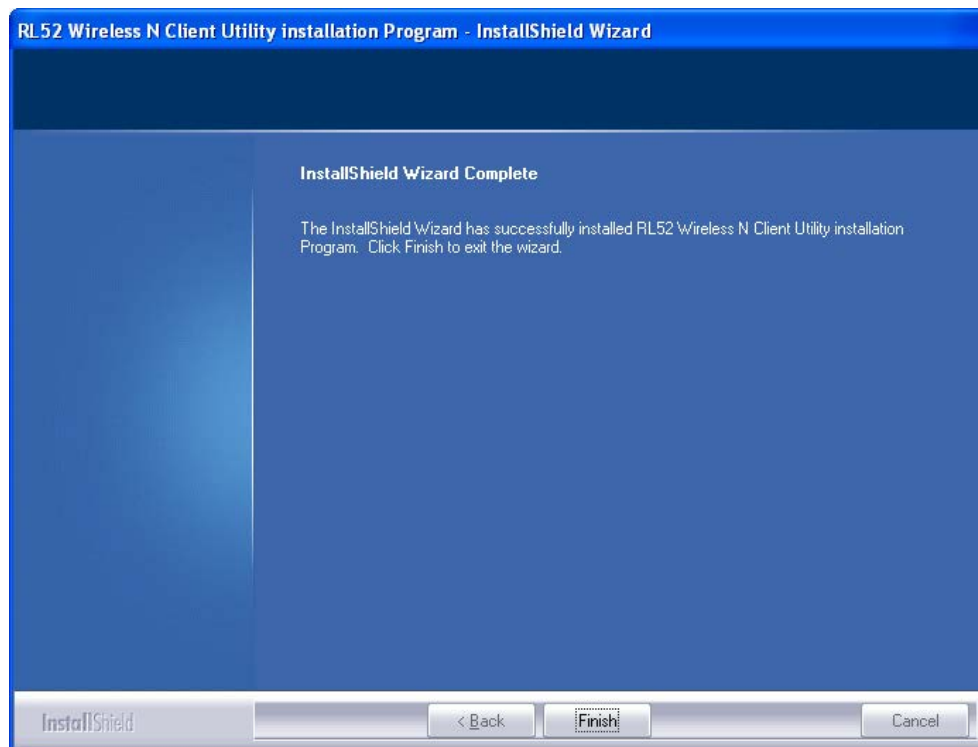 RL52 Wireless N Client Utility installation Program - InstallShield Wizard
InstallShield Wizard Complete
The InstallShield Wizard has successfully installed RL52 Wireless N Client Utility installation
Program. Click Finish to exit the wizard.
InstallShield
< Back
Finish
Cancel